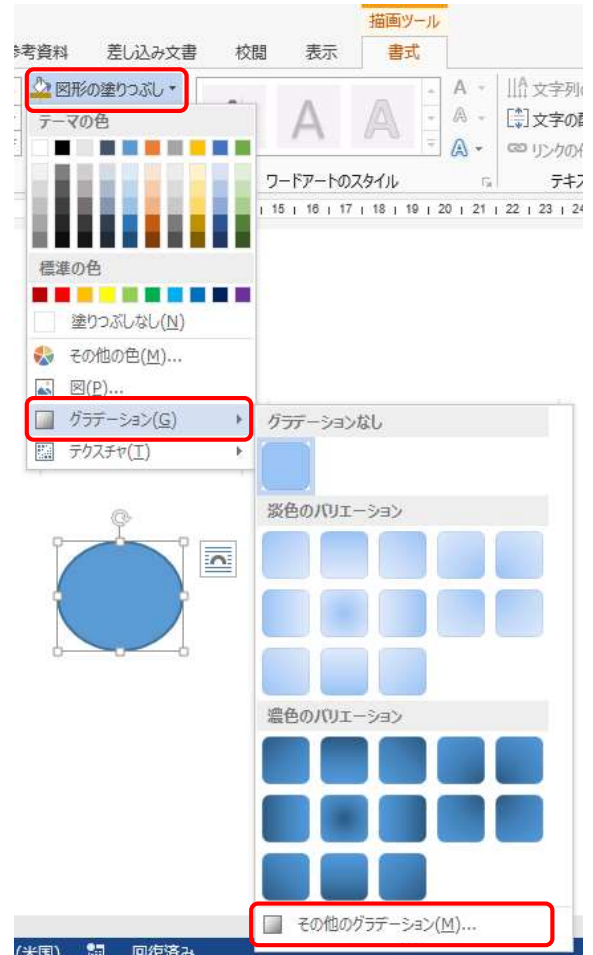 描画ツール
参考資料 差し込み文書 校閲 表示 書式
図形の塗りつぶし
テーマの色
A A A
文字列
文字の
リンクの
ワードアートのスタイル
15 16 17 18 19 20 21 22 23 24
標準の色
塗りつぶしなし(N)
その他の色(M)...
図(P)...
グラデーション(G)
テクスチャ(T)
グラデーションなし
淡色のバリエーション
濃色のバリエーション
その他のグラデーション(M)...
(米国) 回復済み